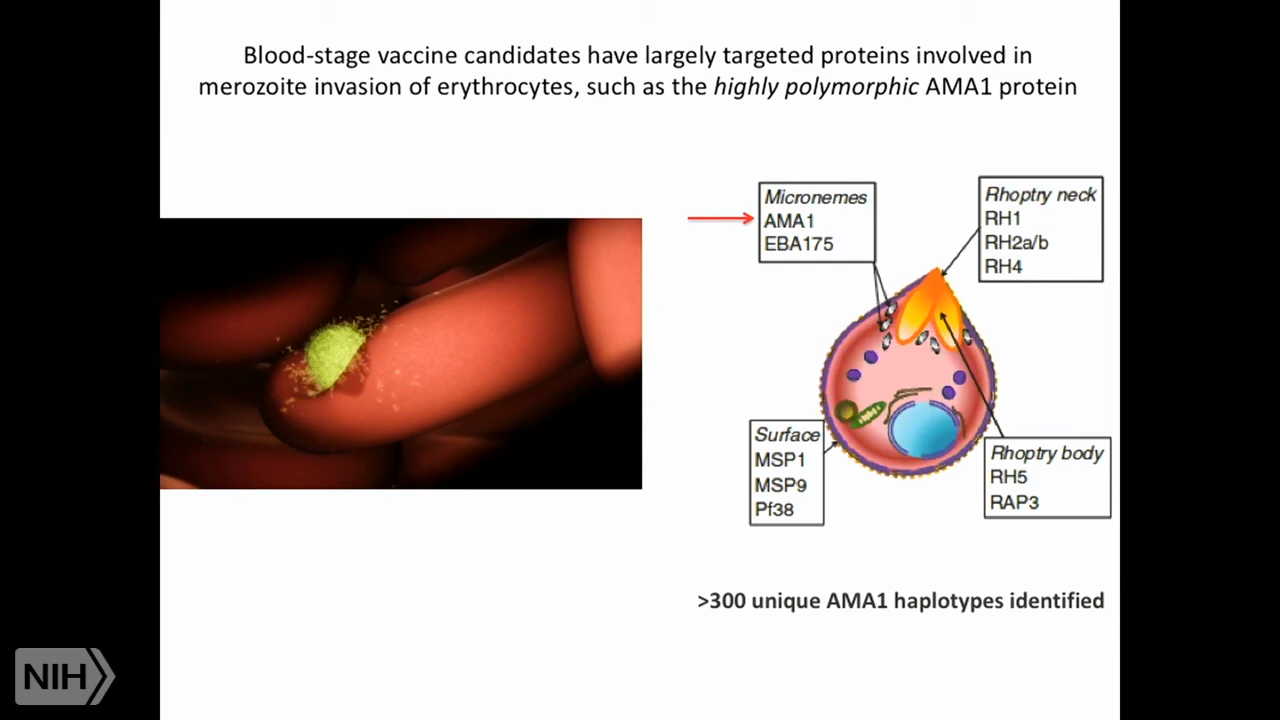 Blood-stage vaccine candidates have largely targeted proteins involved in
merozoite invasion of erythrocytes, such as the highly polymorphic AMA1 protein
Micronemes
AMA1
EBA175
Rhoptry neck
RH1
RH2a/b
RH4
Surface
MSP1
MSP9
Pf38
Rhoptry body
RH5
RAP3
>300 unique AMA1 haplotypes identified
NIH